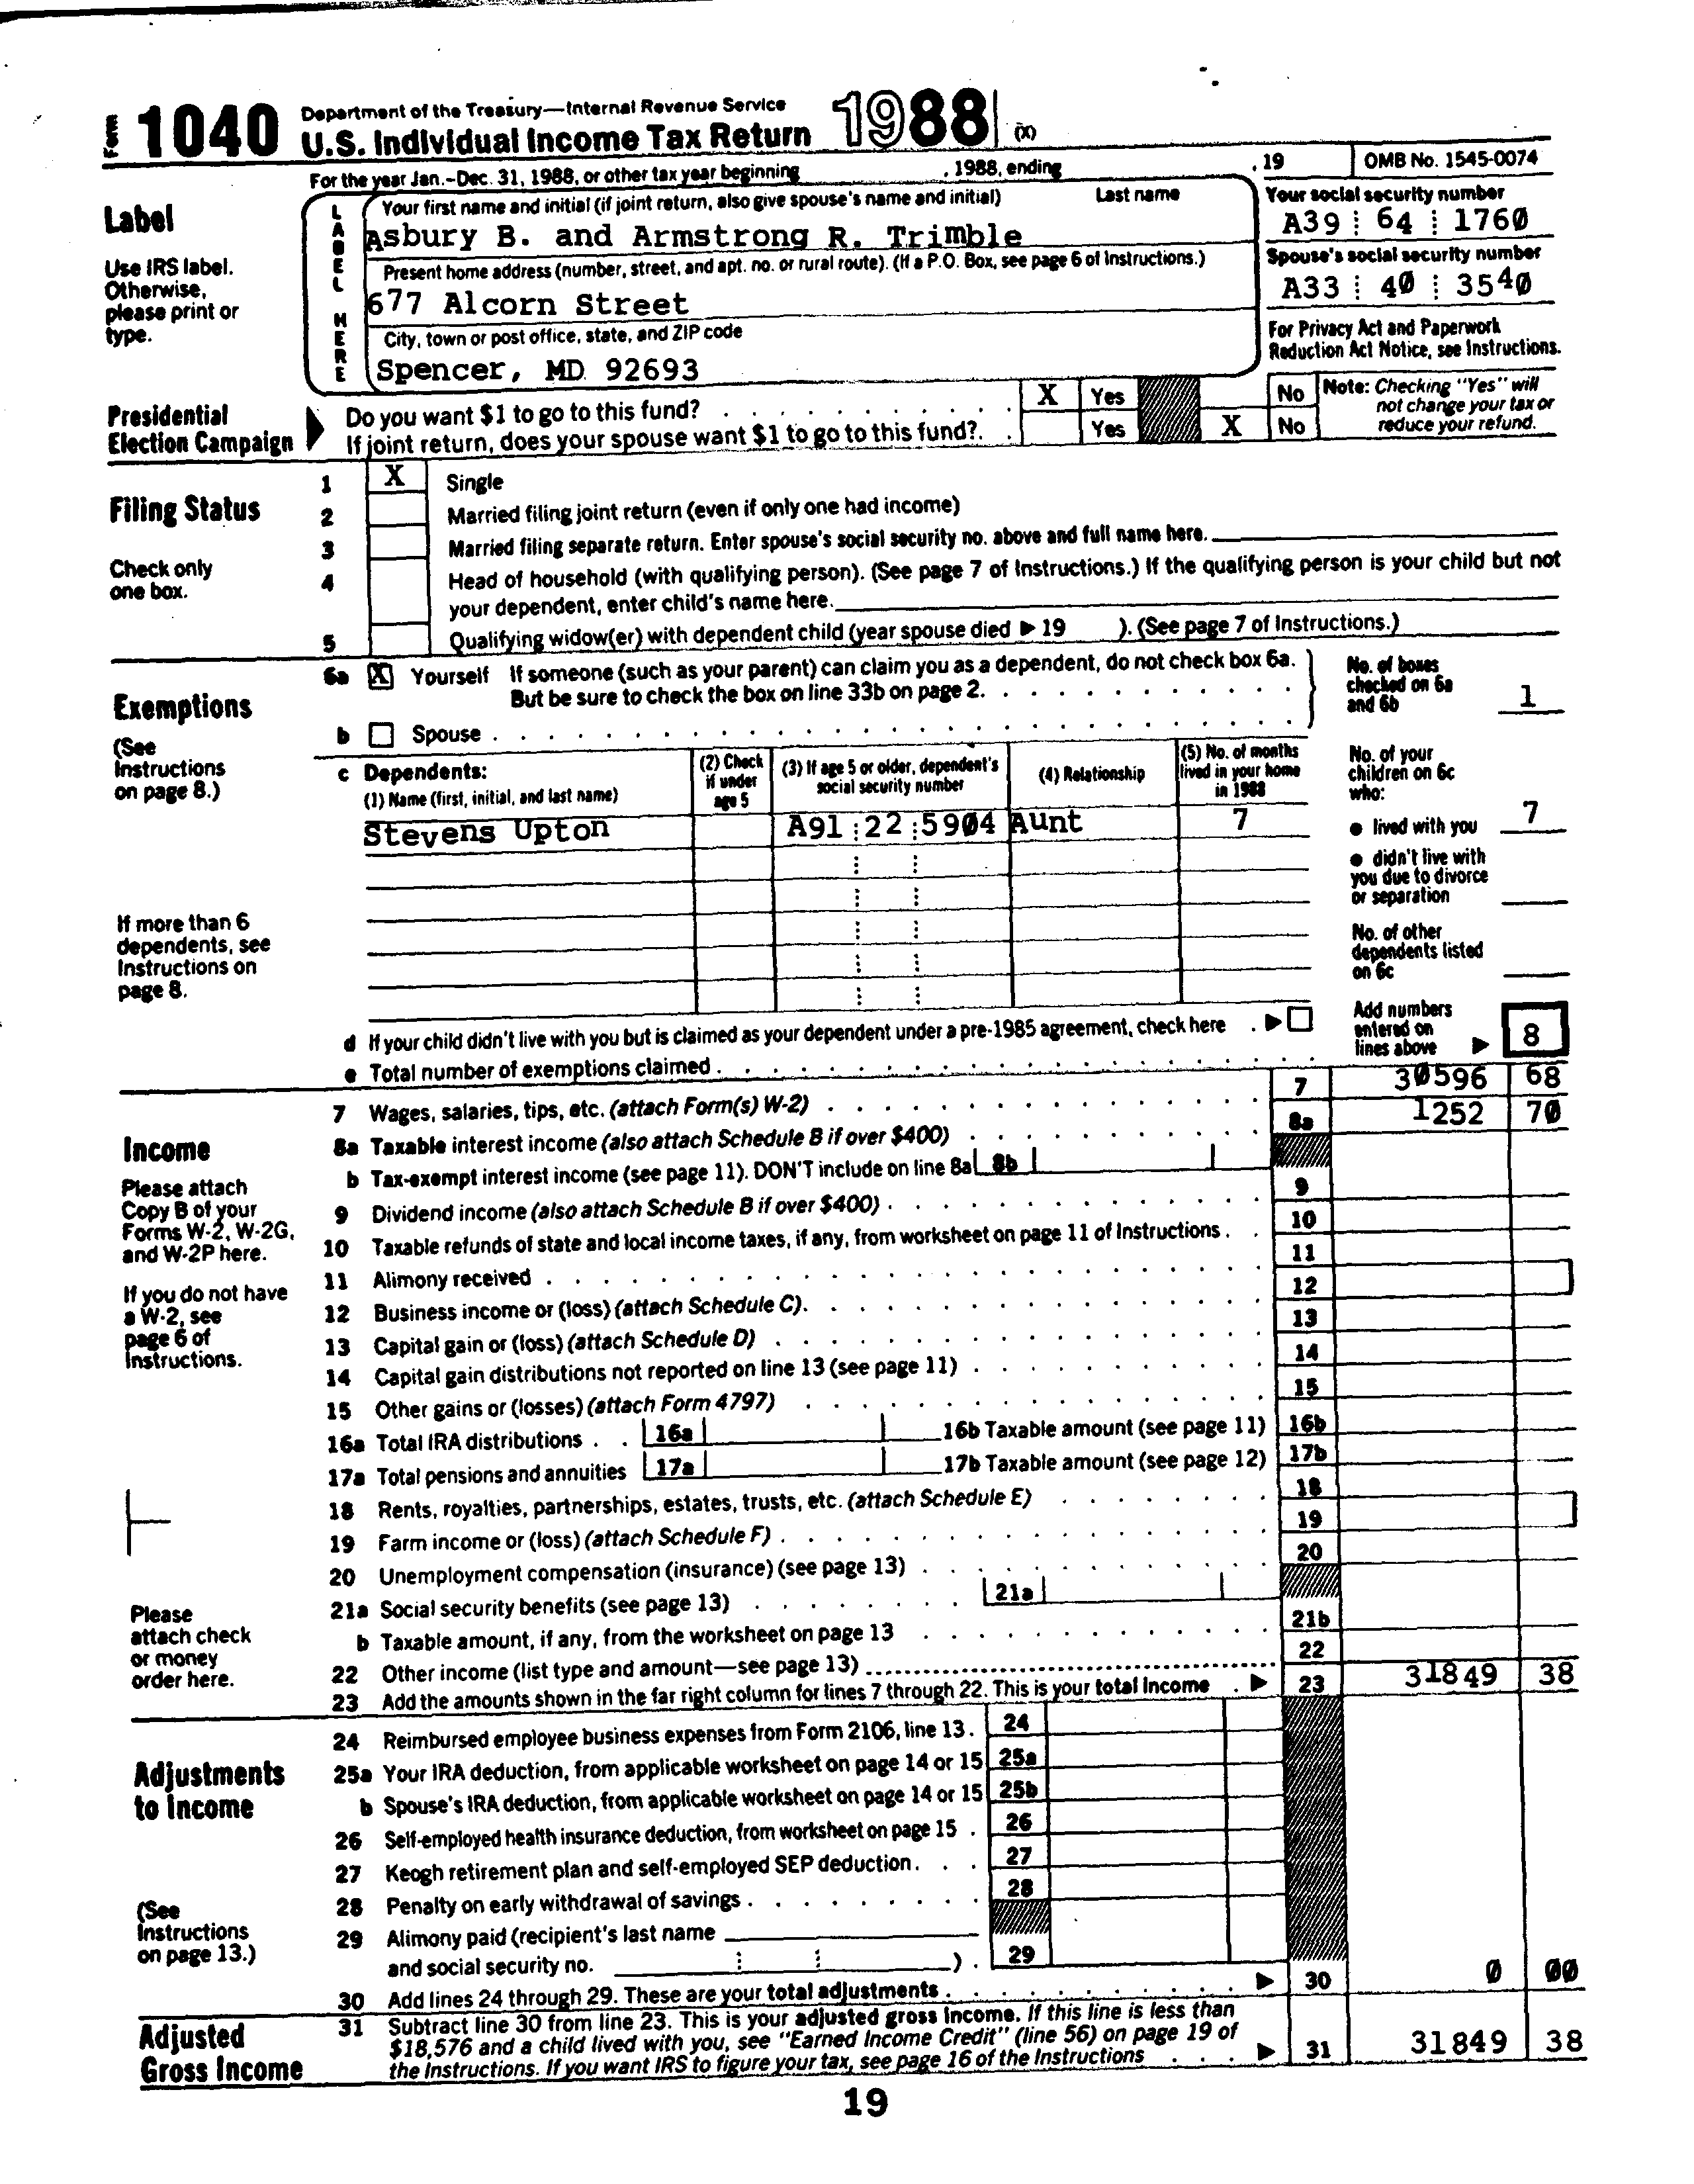 Form 1040 Department of the Treasury—Internal Revenue Service
U.S. Individual Income Tax Return 1988 (X)
For the year Jan.–Dec. 31, 1988, or other tax year beginning , 1988, ending , 19 OMB No. 1545-0074
Label
Use IRS label. Otherwise, please print or type.
LABEL HERE
Your first name and initial (if joint return, also give spouse's name and initial) Last name
Asbury B. and Armstrong R. Trimble
Your social security number
A39 64 1760
Present home address (number, street, and apt. no. or rural route). (If a P.O. Box, see page 6 of Instructions.)
677 Alcorn Street
Spouse's social security number
A33 40 3540
City, town or post office, state, and ZIP code
Spencer, MD 92693
For Privacy Act and Paperwork
Reduction Act Notice, see Instructions.
Presidential
Election Campaign
Do you want $1 to go to this fund? X Yes No
If joint return, does your spouse want $1 to go to this fund? Yes X No
Note: Checking "Yes" will
not change your tax or
reduce your refund.
Filing Status
Check only
one box.
1 X Single
2 Married filing joint return (even if only one had income)
3 Married filing separate return. Enter spouse's social security no. above and full name here.
4 Head of household (with qualifying person). (See page 7 of Instructions.) If the qualifying person is your child but not
your dependent, enter child's name here.
5 Qualifying widow(er) with dependent child (year spouse died ▶ 19 ). (See page 7 of Instructions.)
Exemptions
(See
Instructions
on page 8.)
6a X Yourself If someone (such as your parent) can claim you as a dependent, do not check box 6a.
But be sure to check the box on line 33b on page 2.
b Spouse
No. of boxes
checked on 6a
and 6b 1
c Dependents:
(1) Name (first, initial, and last name)
(2) Check
if under
age 5
(3) If age 5 or older, dependent's
social security number
(4) Relationship
(5) No. of months
lived in your home
in 1988
Stevens Upton A91 22 5904 Aunt 7
No. of your
children on 6c
who:
● lived with you 7
● didn't live with
you due to divorce
or separation
No. of other
dependents listed
on 6c
If more than 6
dependents, see
Instructions on
page 8.
d If your child didn't live with you but is claimed as your dependent under a pre-1985 agreement, check here ▶
e Total number of exemptions claimed
Add numbers
entered on
lines above ▶ 8
Income
Please attach
Copy B of your
Forms W-2, W-2G,
and W-2P here.
If you do not have
a W-2, see
page 6 of
Instructions.
Please
attach check
or money
order here.
7 Wages, salaries, tips, etc. (attach Form(s) W-2) 7 30596 68
8a Taxable interest income (also attach Schedule B if over $400) 8a 1252 70
b Tax-exempt interest income (see page 11). DON'T include on line 8a 8b
9 Dividend income (also attach Schedule B if over $400) 9
10 Taxable refunds of state and local income taxes, if any, from worksheet on page 11 of Instructions 10
11 Alimony received 11
12 Business income or (loss) (attach Schedule C) 12
13 Capital gain or (loss) (attach Schedule D) 13
14 Capital gain distributions not reported on line 13 (see page 11) 14
15 Other gains or (losses) (attach Form 4797) 15
16a Total IRA distributions 16a 16b Taxable amount (see page 11) 16b
17a Total pensions and annuities 17a 17b Taxable amount (see page 12) 17b
18 Rents, royalties, partnerships, estates, trusts, etc. (attach Schedule E) 18
19 Farm income or (loss) (attach Schedule F) 19
20 Unemployment compensation (insurance) (see page 13) 20
21a Social security benefits (see page 13) 21a
b Taxable amount, if any, from the worksheet on page 13 21b
22 Other income (list type and amount—see page 13) 22
23 Add the amounts shown in the far right column for lines 7 through 22. This is your total income ▶ 23 31849 38
Adjustments
to Income
(See
Instructions
on page 13.)
24 Reimbursed employee business expenses from Form 2106, line 13. 24
25a Your IRA deduction, from applicable worksheet on page 14 or 15 25a
b Spouse's IRA deduction, from applicable worksheet on page 14 or 15 25b
26 Self-employed health insurance deduction, from worksheet on page 15 26
27 Keogh retirement plan and self-employed SEP deduction 27
28 Penalty on early withdrawal of savings 28
29 Alimony paid (recipient's last name
and social security no. ) 29
30 Add lines 24 through 29. These are your total adjustments ▶ 30 0 00
Adjusted
Gross Income
31 Subtract line 30 from line 23. This is your adjusted gross income. If this line is less than
$18,576 and a child lived with you, see "Earned Income Credit" (line 56) on page 19 of
the Instructions. If you want IRS to figure your tax, see page 16 of the Instructions ▶ 31 31849 38
19